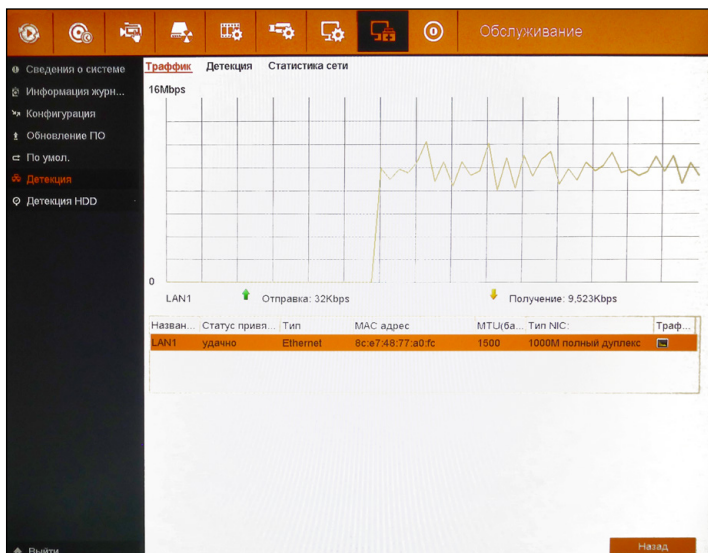 Обслуживание
Сведения о системе
Информация журн...
Конфигурация
Обновление ПО
По умол.
Детекция
Детекция HDD
Выйти
Траффик Детекция Статистика сети
16Mbps
0
LAN1 Отправка: 32Kbps Получение: 9,523Kbps
Назван... Статус привя... Тип MAC адрес MTU(ба... Тип NIC: Траф...
LAN1 удачно Ethernet 8c:e7:48:77:a0:fc 1500 1000M полный дуплекс
Назад